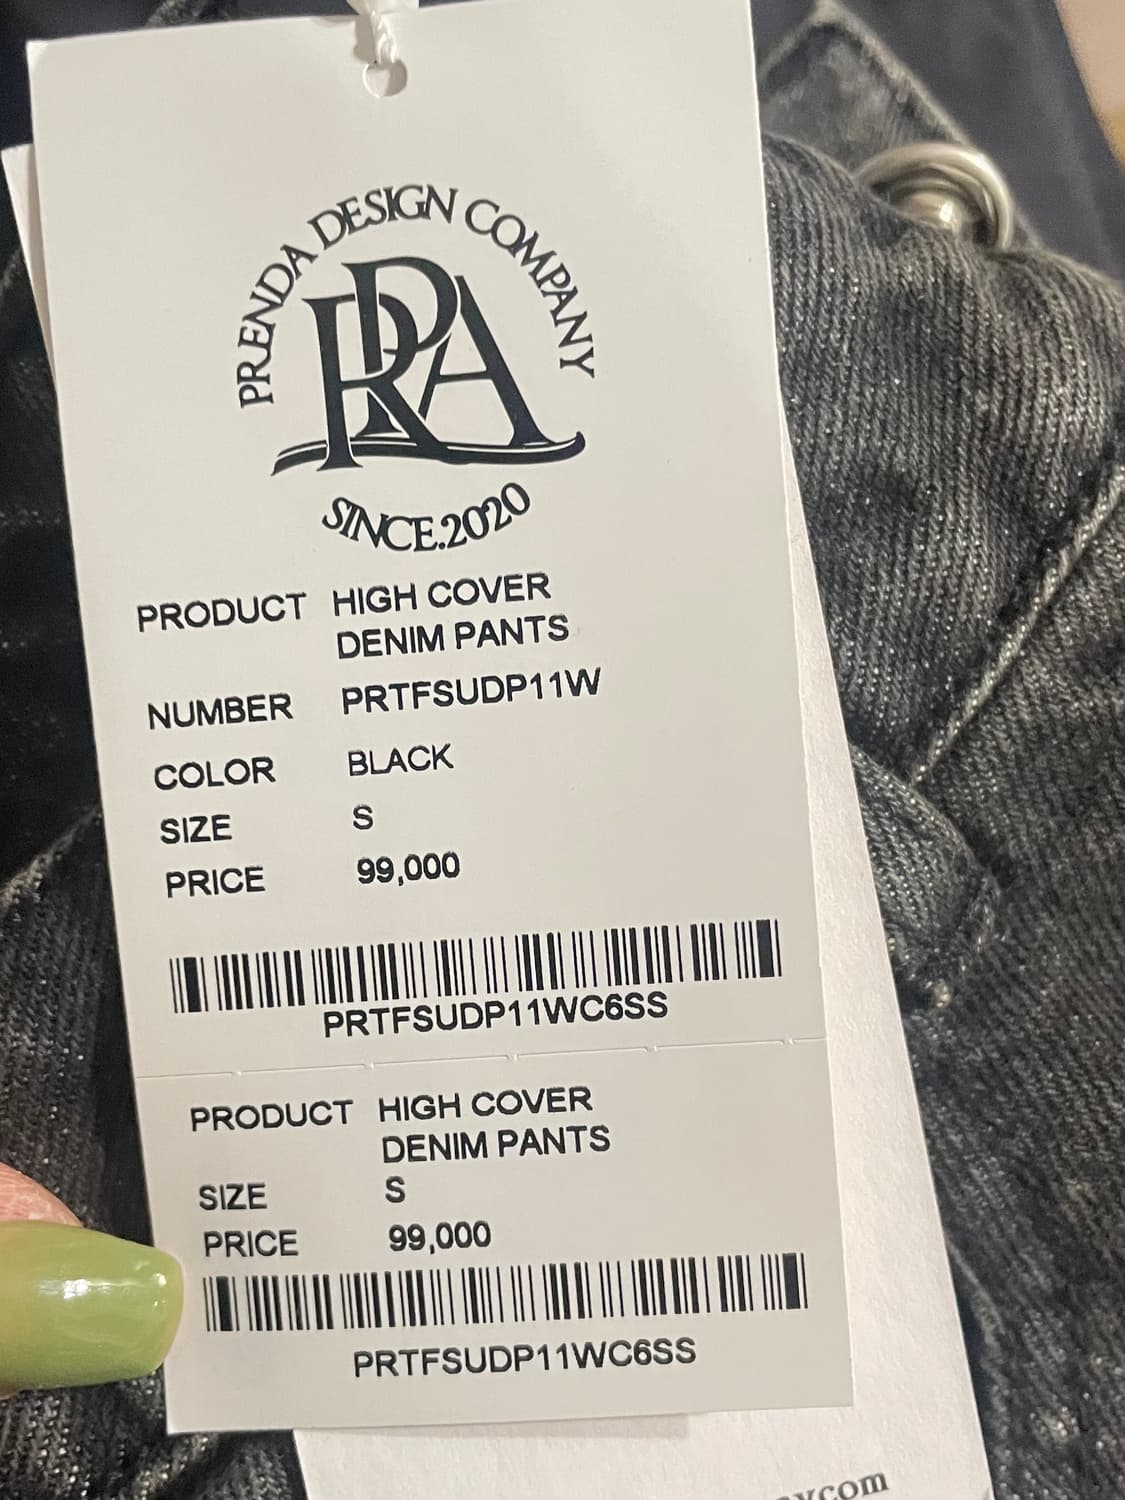 PRENDA DESIGN COMPANY
PRA
SINCE.2020
PRODUCT HIGH COVER
DENIM PANTS
NUMBER PRTFSUDP11W
COLOR BLACK
SIZE S
PRICE 99,000
PRTFSUDP11WC6SS
PRODUCT HIGH COVER
DENIM PANTS
SIZE S
PRICE 99,000
PRTFSUDP11WC6SS